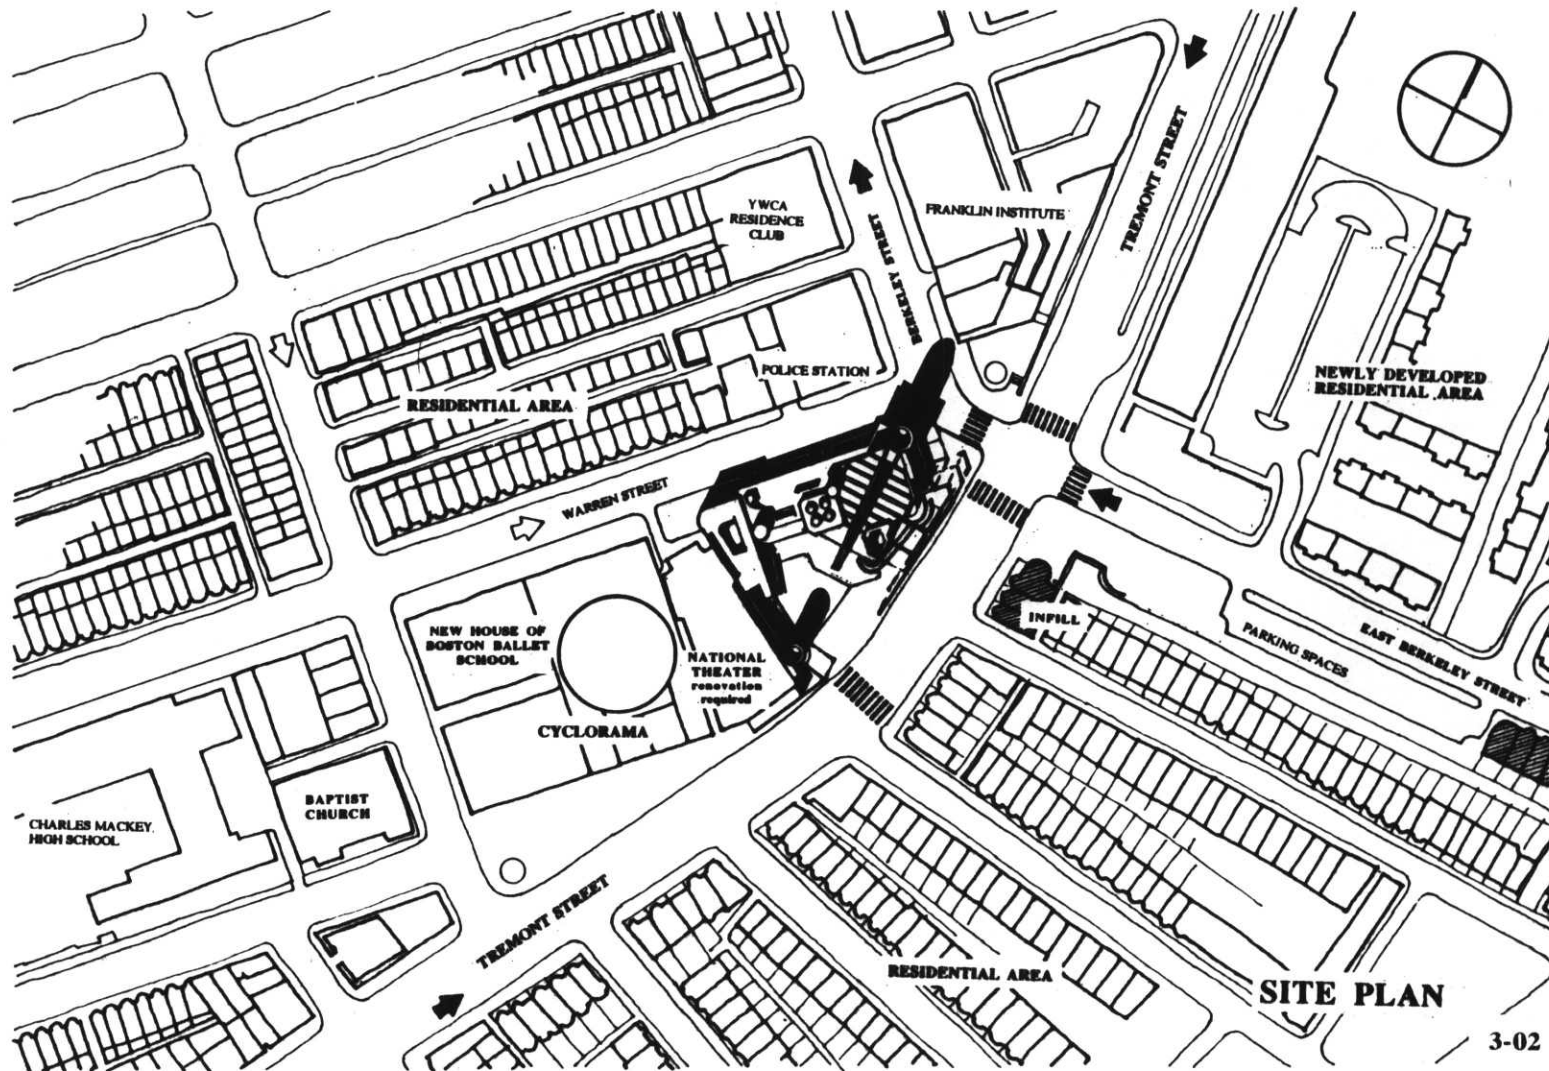 TREMONT STREET
YWCA
RESIDENCE
CLUB
BERKELEY STREET
FRANKLIN INSTITUTE
POLICE STATION
NEWLY DEVELOPED
RESIDENTIAL AREA
RESIDENTIAL AREA
WARREN STREET
NEW HOUSE OF
BOSTON BALLET
SCHOOL
NATIONAL
THEATER
renovation
required
CYCLORAMA
INFILL
PARKING SPACES
EAST BERKELEY STREET
BAPTIST
CHURCH
CHARLES MACKEY
HIGH SCHOOL
TREMONT STREET
RESIDENTIAL AREA
SITE PLAN
3-02